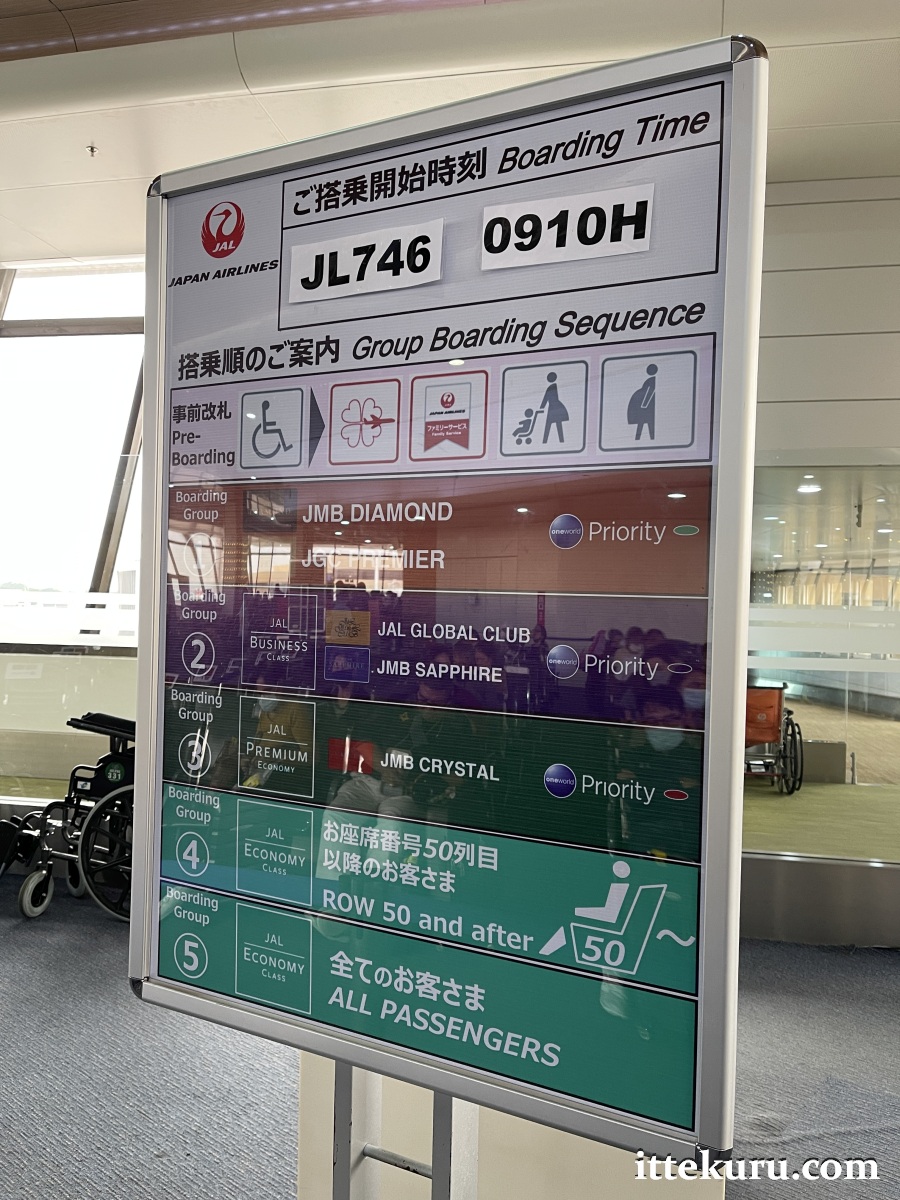 ご搭乗開始時刻 Boarding Time
JAL
JAPAN AIRLINES
JL746 0910H
搭乗順のご案内 Group Boarding Sequence
事前改札
Pre-
Boarding
JAPAN AIRLINES
ファミリーサービス
Family Service
Boarding
Group
1
JMB DIAMOND
JGC PREMIER
oneworld Priority
Boarding
Group
2
JAL
BUSINESS
CLASS
JAL GLOBAL CLUB
JMB SAPPHIRE
oneworld Priority
Boarding
Group
3
JAL
PREMIUM
ECONOMY
JMB CRYSTAL
oneworld Priority
Boarding
Group
4
JAL
ECONOMY
CLASS
お座席番号50列目
以降のお客さま
ROW 50 and after
50 ～
Boarding
Group
5
JAL
ECONOMY
CLASS
全てのお客さま
ALL PASSENGERS
ittekuru.com